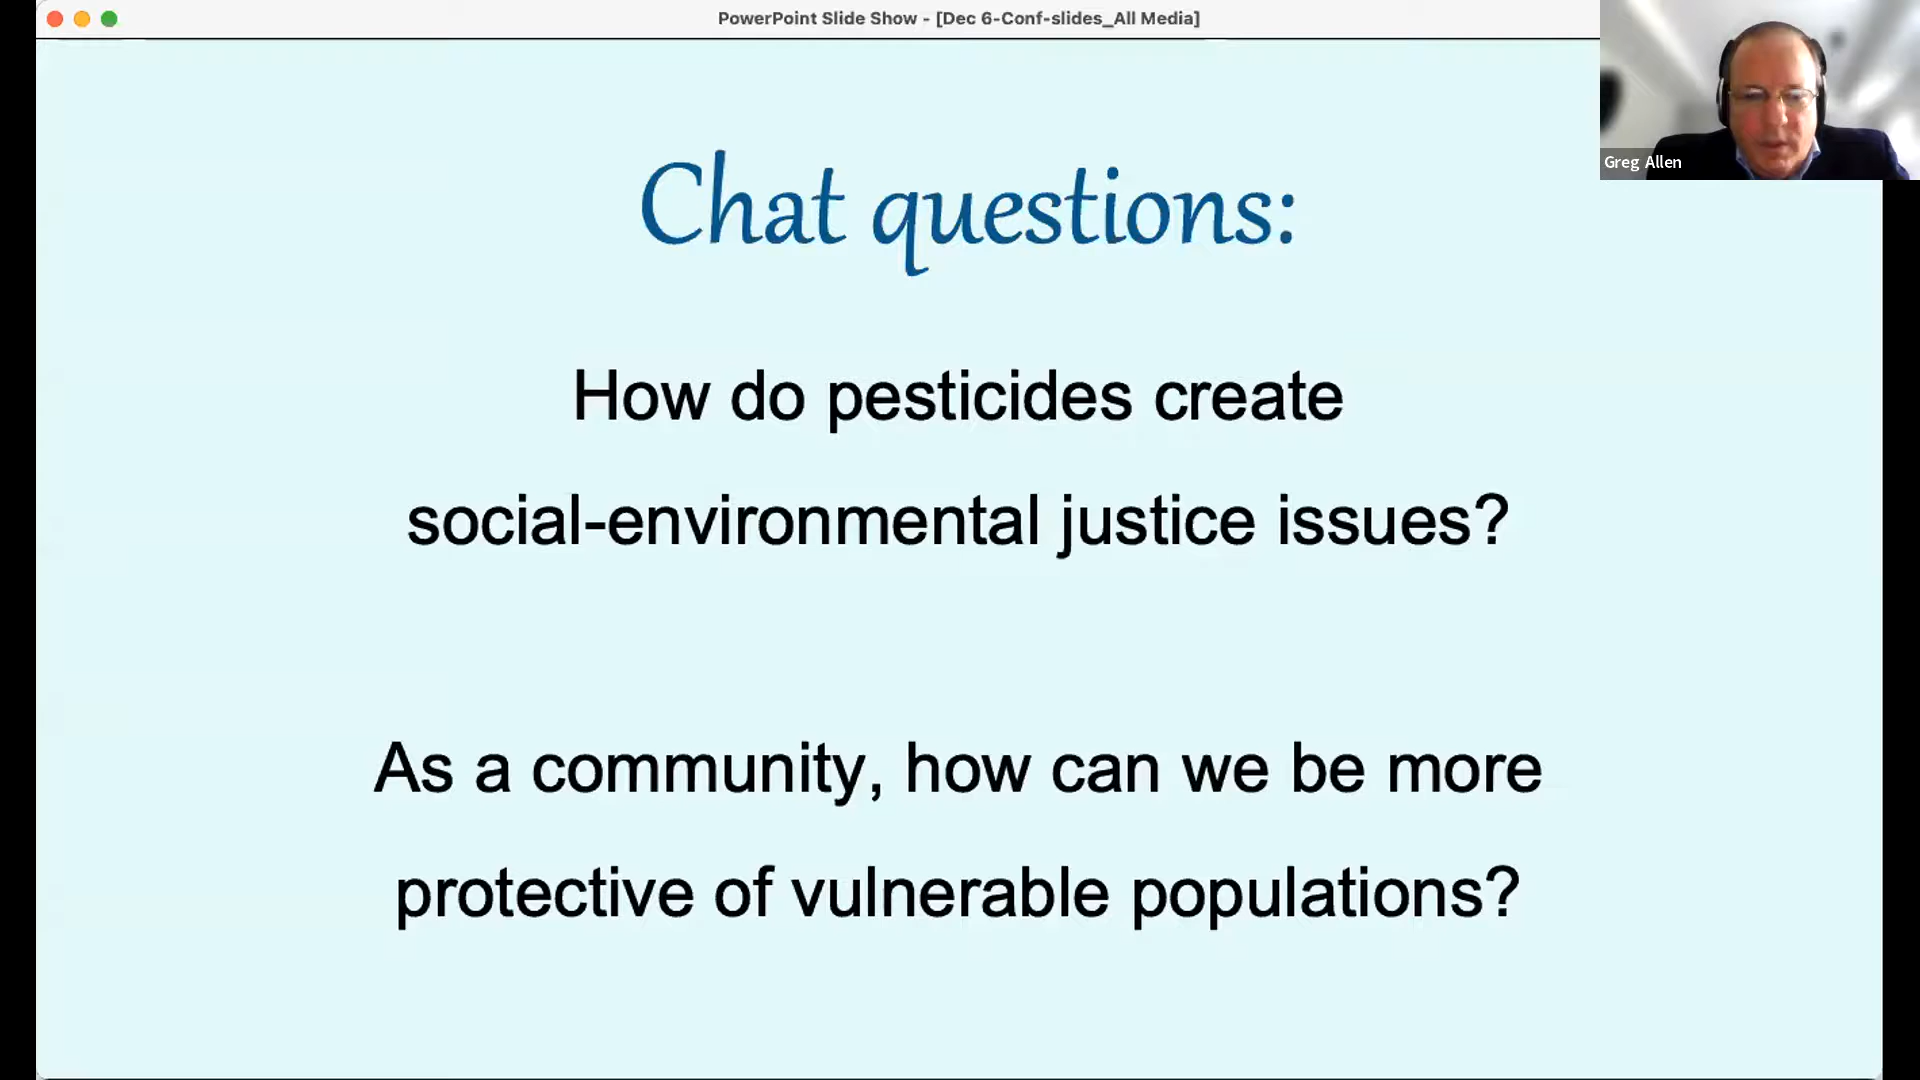 PowerPoint Slide Show - [Dec 6-Conf-slides_All Media]
Greg Allen
Chat questions:
How do pesticides create
social-environmental justice issues?
As a community, how can we be more
protective of vulnerable populations?